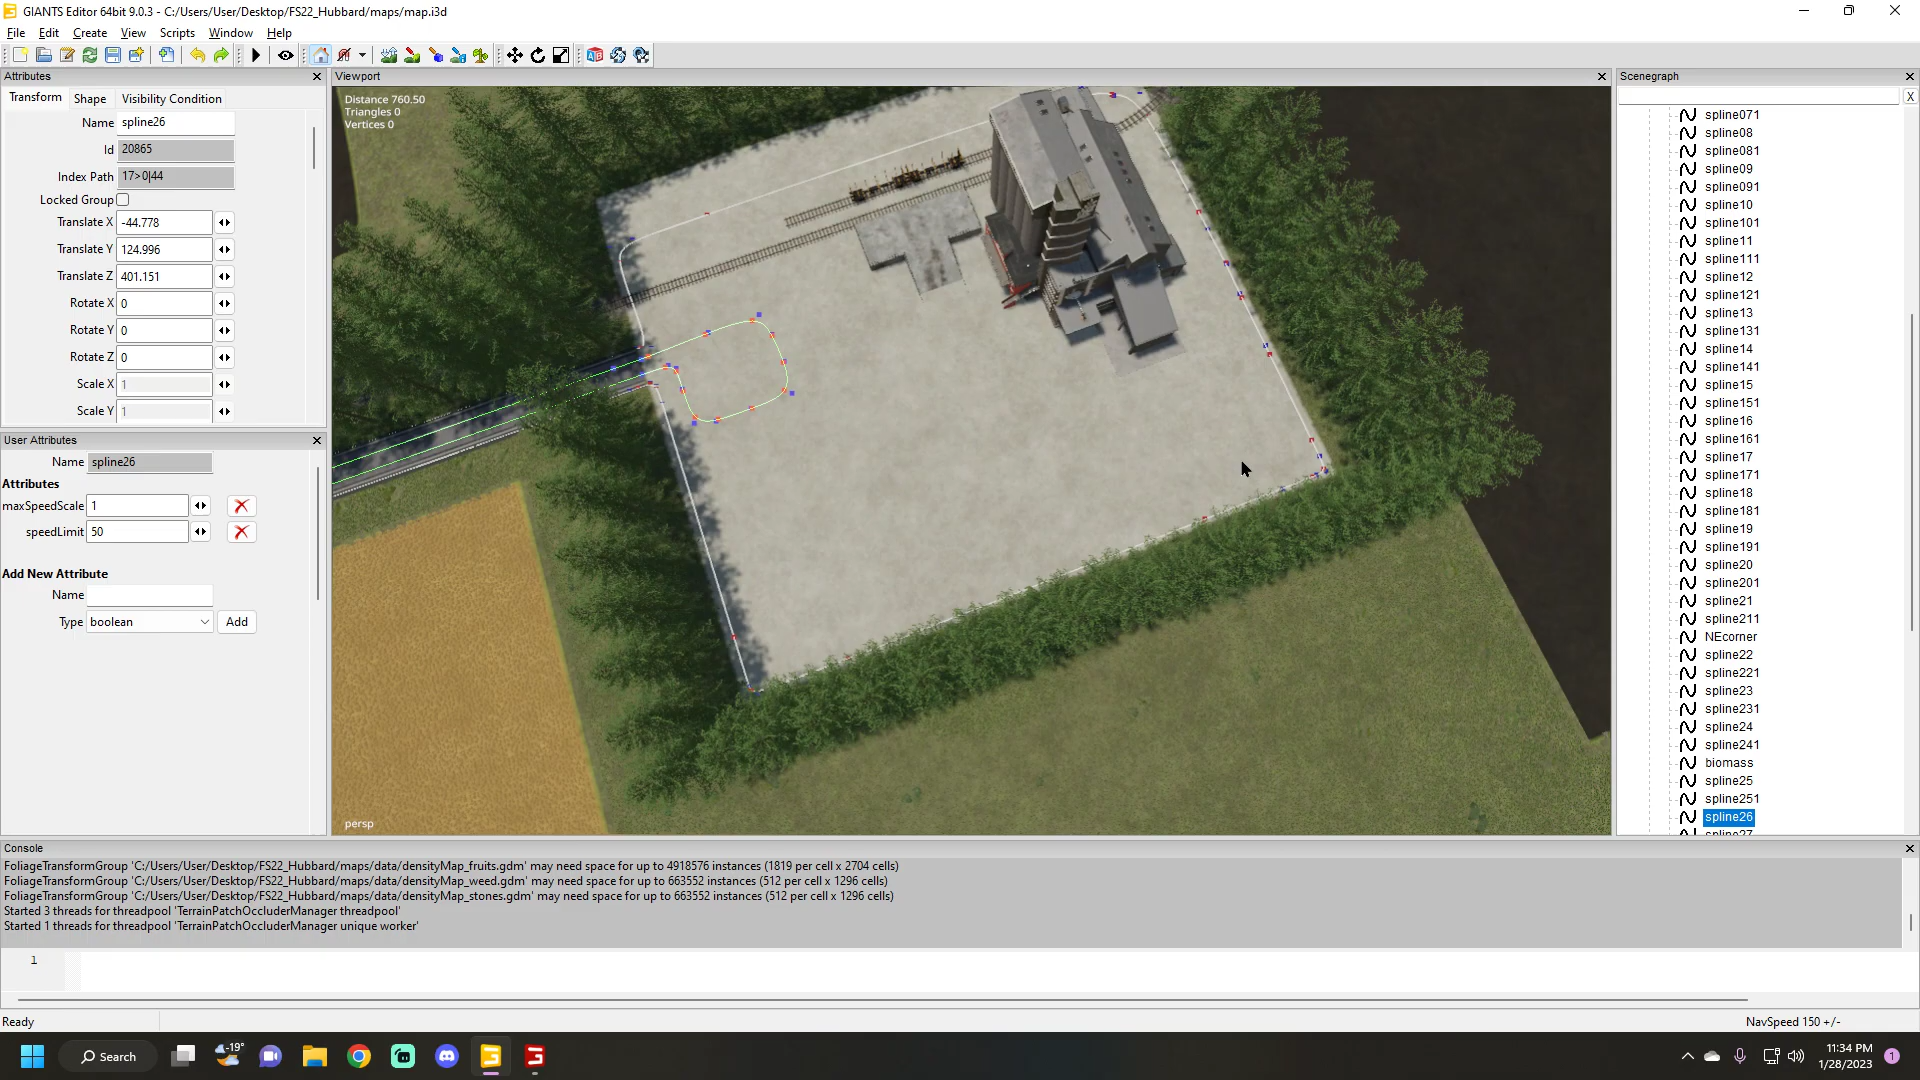 GIANTS Editor 64bit 9.0.3 - C:/Users/User/Desktop/FS22_Hubbard/maps/map.i3d
File Edit Create View Scripts Window Help
Attributes
Transform Shape Visibility Condition
Name spline26
Id 20865
Index Path 17>0|44
Locked Group
Translate X -44.778
Translate Y 124.996
Translate Z 401.151
Rotate X 0
Rotate Y 0
Rotate Z 0
Scale X 1
Scale Y 1
User Attributes
Name spline26
Attributes
maxSpeedScale 1
speedLimit 50
Add New Attribute
Name
Type boolean Add
Viewport
Distance 760.50
Triangles 0
Vertices 0
persp
Scenegraph
X
spline071
spline08
spline081
spline09
spline091
spline10
spline101
spline11
spline111
spline12
spline121
spline13
spline131
spline14
spline141
spline15
spline151
spline16
spline161
spline17
spline171
spline18
spline181
spline19
spline191
spline20
spline201
spline21
spline211
NEcorner
spline22
spline221
spline23
spline231
spline24
spline241
biomass
spline25
spline251
spline26
spline27
Console
FoliageTransformGroup 'C:/Users/User/Desktop/FS22_Hubbard/maps/data/densityMap_fruits.gdm' may need space for up to 4918576 instances (1819 per cell x 2704 cells)
FoliageTransformGroup 'C:/Users/User/Desktop/FS22_Hubbard/maps/data/densityMap_weed.gdm' may need space for up to 663552 instances (512 per cell x 1296 cells)
FoliageTransformGroup 'C:/Users/User/Desktop/FS22_Hubbard/maps/data/densityMap_stones.gdm' may need space for up to 663552 instances (512 per cell x 1296 cells)
Started 3 threads for threadpool 'TerrainPatchOccluderManager threadpool'
Started 1 threads for threadpool 'TerrainPatchOccluderManager unique worker'
1
Ready
NavSpeed 150 +/-
Search
-19°
11:34 PM
1/28/2023
1